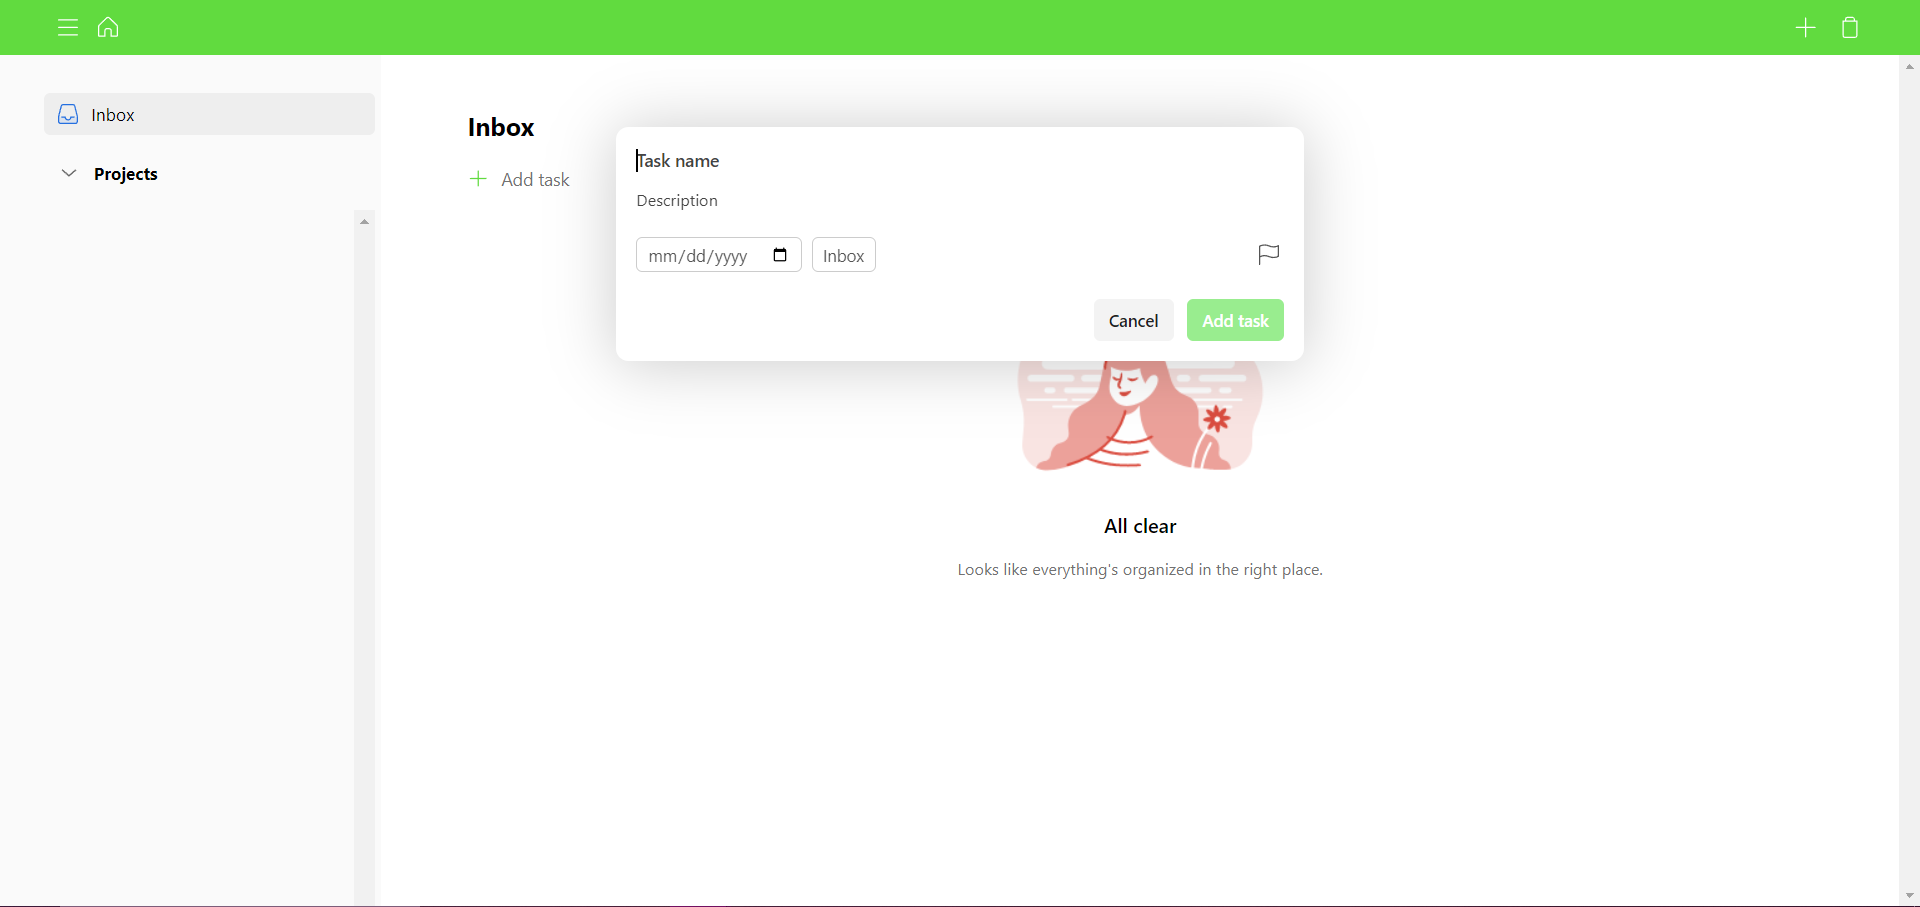 Inbox
Projects
Inbox
Add task
Task name
Description
mm/dd/yyyy
Inbox
Cancel
Add task
All clear
Looks like everything's organized in the right place.